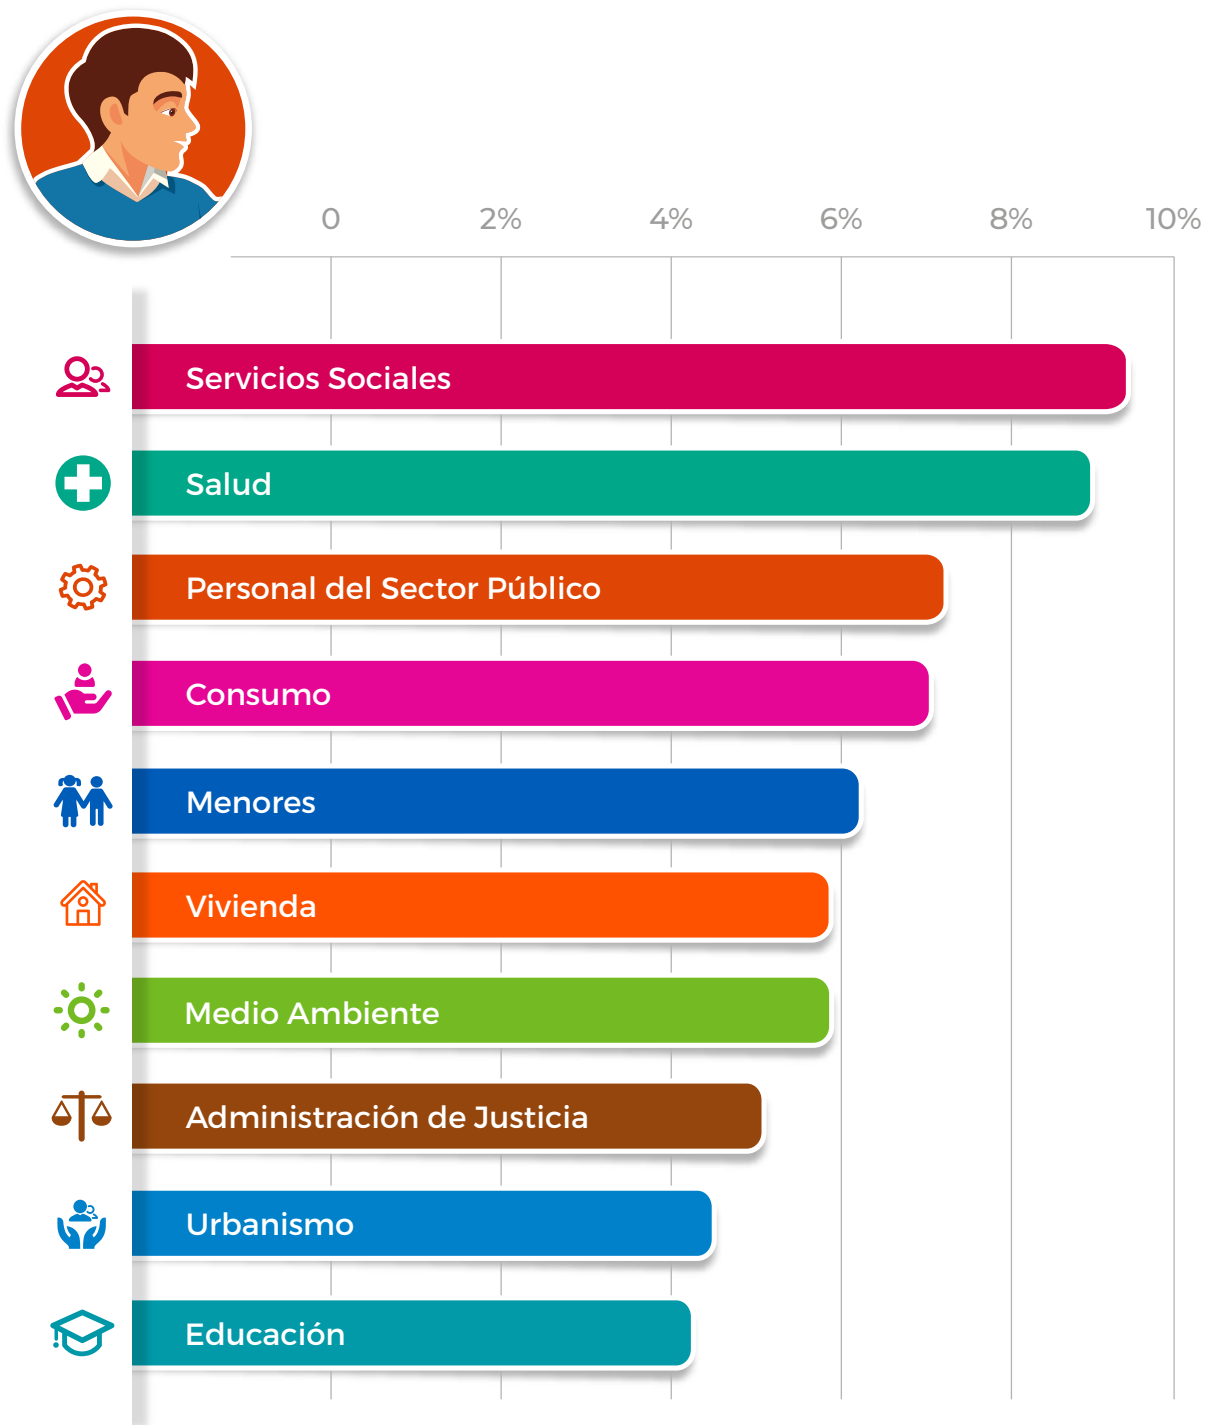 0 2% 4% 6% 8% 10%
Servicios Sociales
Salud
Personal del Sector Público
Consumo
Menores
Vivienda
Medio Ambiente
Administración de Justicia
Urbanismo
Educación